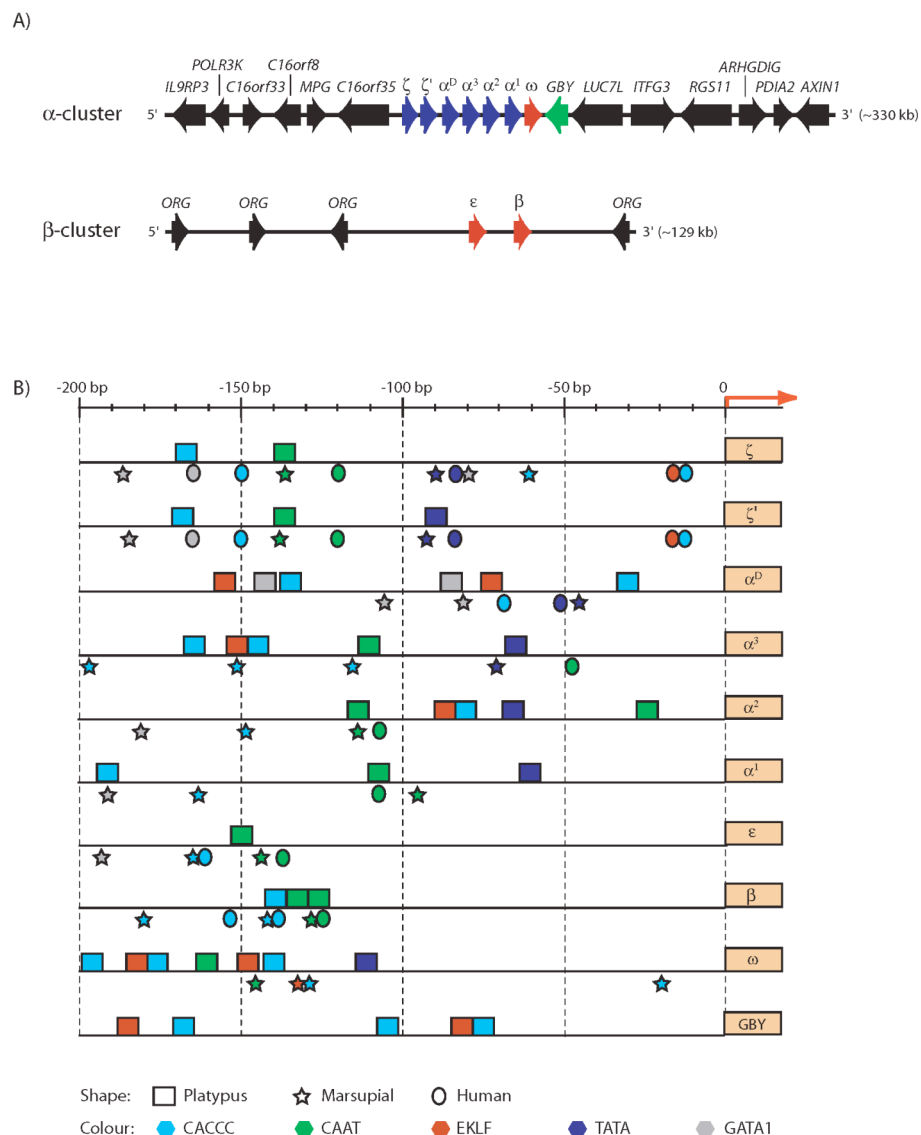 A)
POLR3K C16orf8 ARHGDIG
IL9RP3 C16orf33 MPG C16orf35 ζ ζ' αD α3 α2 α1 ω GBY LUC7L ITFG3 RGS11 PDIA2 AXIN1
α-cluster 5' 3' (~330 kb)
ORG ORG ORG ε β ORG
β-cluster 5' 3' (~129 kb)
B)
-200 bp -150 bp -100 bp -50 bp 0
ζ
ζ'
αD
α3
α2
α1
ε
β
ω
GBY
Shape: Platypus Marsupial Human
Colour: CACCC CAAT EKLF TATA GATA1